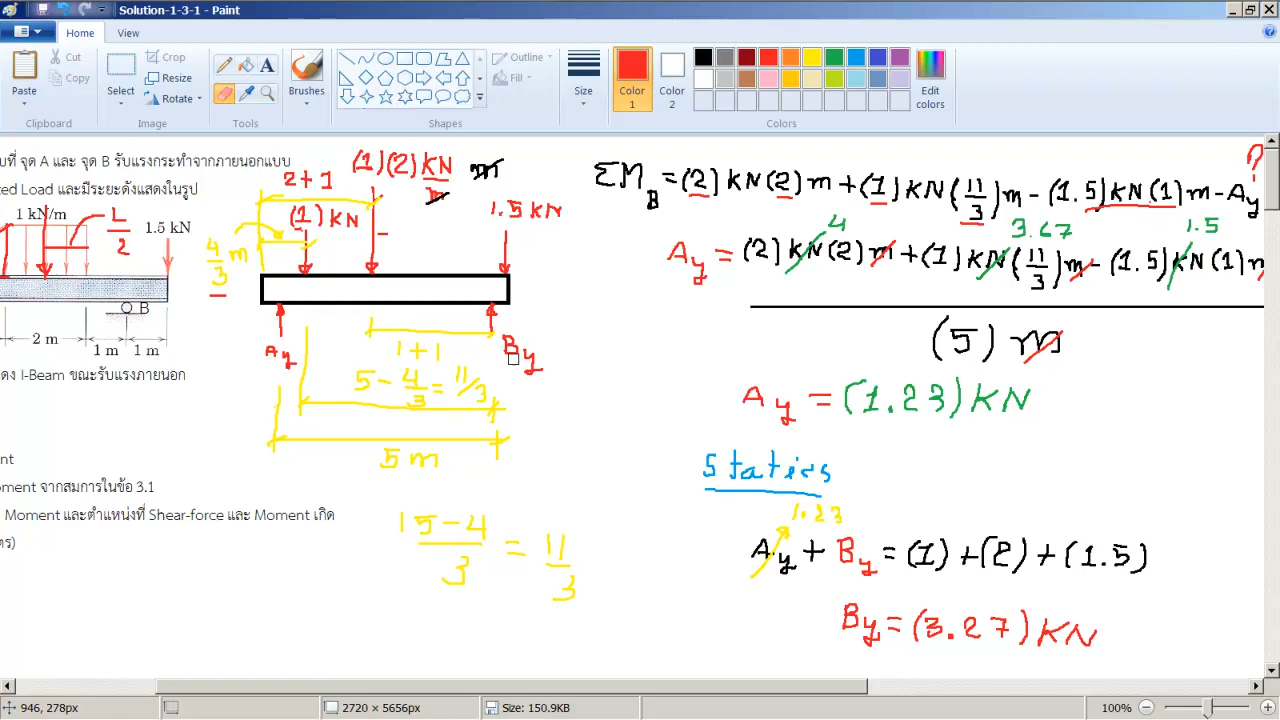 Solution-1-3-1 - Paint
Home
View
Paste
Cut
Copy
Clipboard
Select
Crop
Resize
Rotate
Image
A
Tools
Brushes
Outline
Fill
Shapes
Size
Color 1
Color 2
Edit colors
Colors
บที่ จุด A และ จุด B รับแรงกระทำจากภายนอกแบบ
ted Load และมีระยะดังแสดงในรูป
1 kN/m
L/2
1.5 kN
B
2 m
1 m
1 m
ดง I-Beam ขณะรับแรงภายนอก
nt
oment จากสมการในข้อ 3.1
Moment และตำแหน่งที่ Shear-force และ Moment เกิด
ตร)
2+1
(1)(2) KN
m
(1) KN
1.5 KN
4/3 m
Ay
By
1+1
5 - 4/3 = 11/3
5 m
15-4/3 = 11/3
?
ΣM_B = (2) KN (2) m + (1) KN (11/3) m - (1.5) KN (1) m - Ay
4
3.67
1.5
Ay = (2) KN (2) m + (1) KN (11/3) m - (1.5) KN (1) m
(5) m
Ay = (1.23) KN
Statics
1.23
Ay + By = (1) + (2) + (1.5)
By = (3.27) KN
946, 278px
2720 × 5656px
Size: 150.9KB
100%